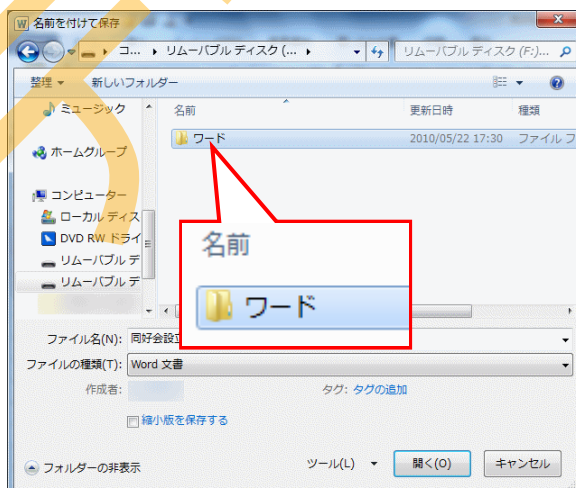 名前を付けて保存
コ... リムーバブル ディスク (... リムーバブル ディスク (F:)...
整理 新しいフォルダー
ミュージック 名前 更新日時 種類
ワード 2010/05/22 17:30 ファイル フ
ホームグループ
コンピューター
ローカル ディス
DVD RW ドライ
リムーバブル デ
リムーバブル デ
名前
ワード
ファイル名(N): 同好会設立
ファイルの種類(T): Word 文書
作成者: タグ: タグの追加
縮小版を保存する
フォルダーの非表示 ツール(L) 開く(O) キャンセル